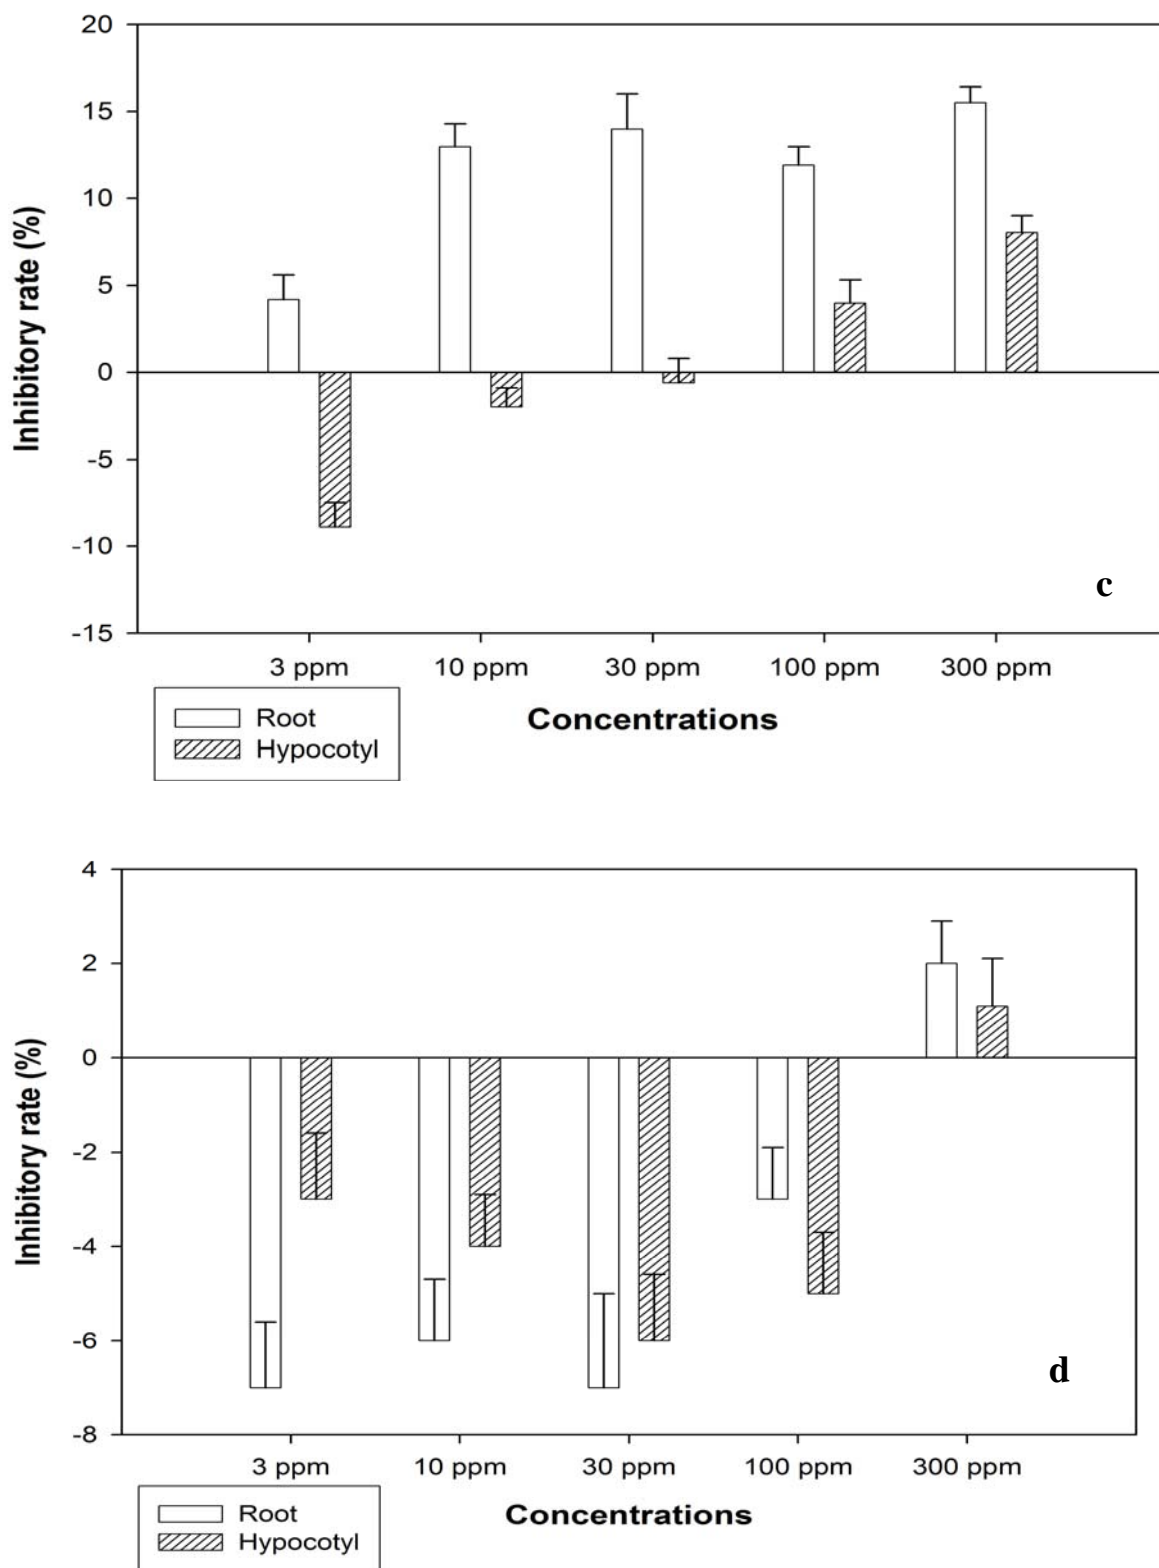 20
15
10
5
0
-5
-10
-15
Inhibitory rate (%)
c
3 ppm 10 ppm 30 ppm 100 ppm 300 ppm
Concentrations
Root
Hypocotyl
4
2
0
-2
-4
-6
-8
Inhibitory rate (%)
d
3 ppm 10 ppm 30 ppm 100 ppm 300 ppm
Concentrations
Root
Hypocotyl